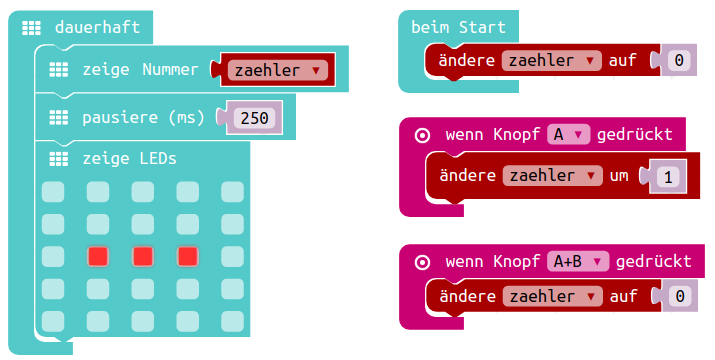 dauerhaft
zeige Nummer zaehler
pausiere (ms) 250
zeige LEDs
beim Start
ändere zaehler auf 0
wenn Knopf A gedrückt
ändere zaehler um 1
wenn Knopf A+B gedrückt
ändere zaehler auf 0